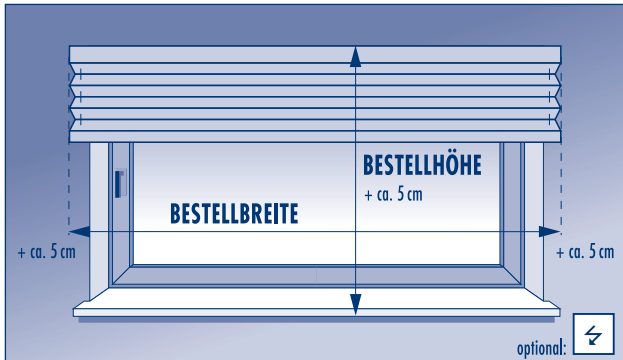 BESTELLHÖHE
+ ca. 5 cm
BESTELLBREITE
+ ca. 5 cm
+ ca. 5 cm
optional: